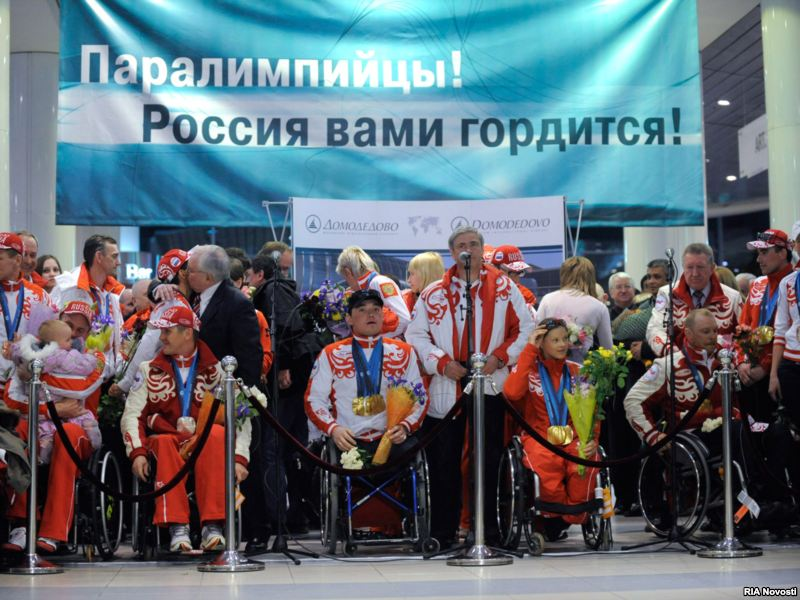 Паралимпийцы!
Россия вами гордится!
ДОМОДЕДОВО
DOMODEDOVO
RIA Novosti